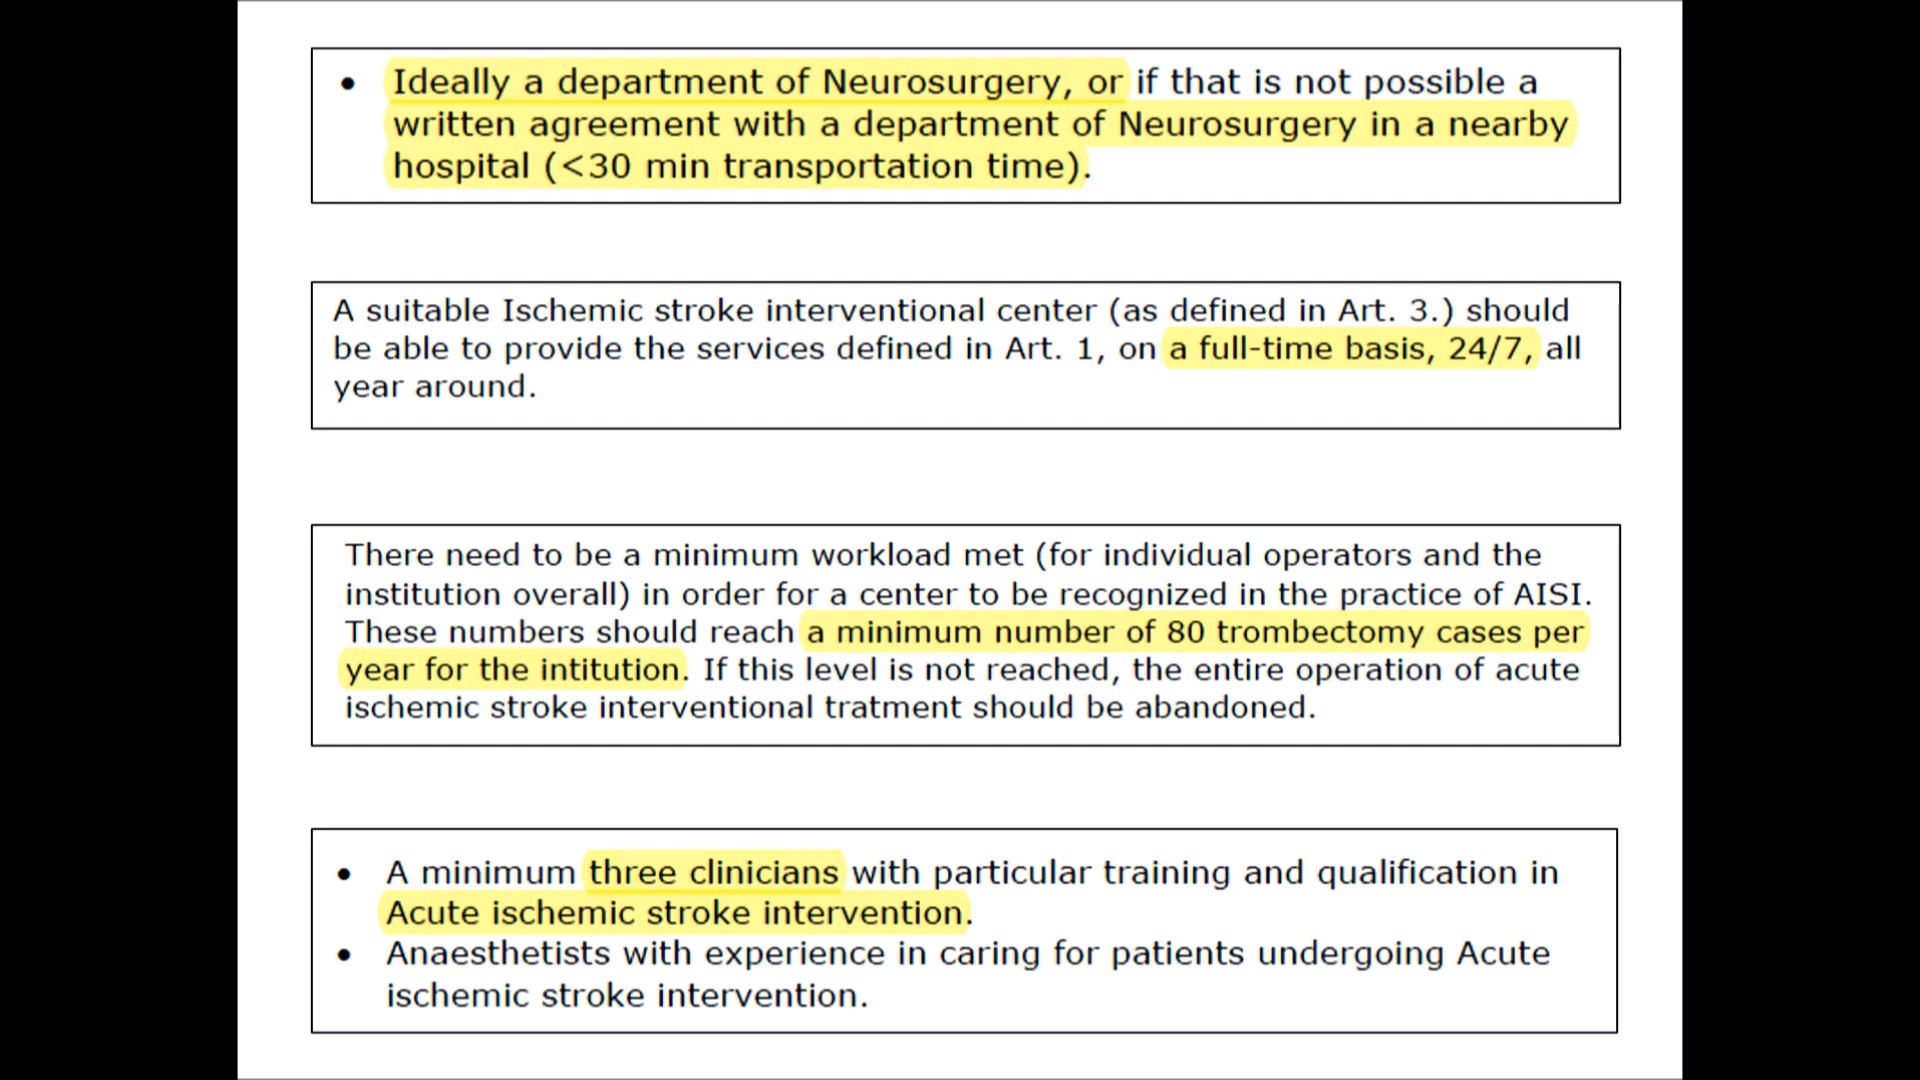 • Ideally a department of Neurosurgery, or if that is not possible a
written agreement with a department of Neurosurgery in a nearby
hospital (<30 min transportation time).
A suitable Ischemic stroke interventional center (as defined in Art. 3.) should
be able to provide the services defined in Art. 1, on a full-time basis, 24/7, all
year around.
There need to be a minimum workload met (for individual operators and the
institution overall) in order for a center to be recognized in the practice of AISI.
These numbers should reach a minimum number of 80 trombectomy cases per
year for the intitution. If this level is not reached, the entire operation of acute
ischemic stroke interventional tratment should be abandoned.
• A minimum three clinicians with particular training and qualification in
Acute ischemic stroke intervention.
• Anaesthetists with experience in caring for patients undergoing Acute
ischemic stroke intervention.